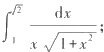 ∫₁^√2 dx / (x √(1+x²));